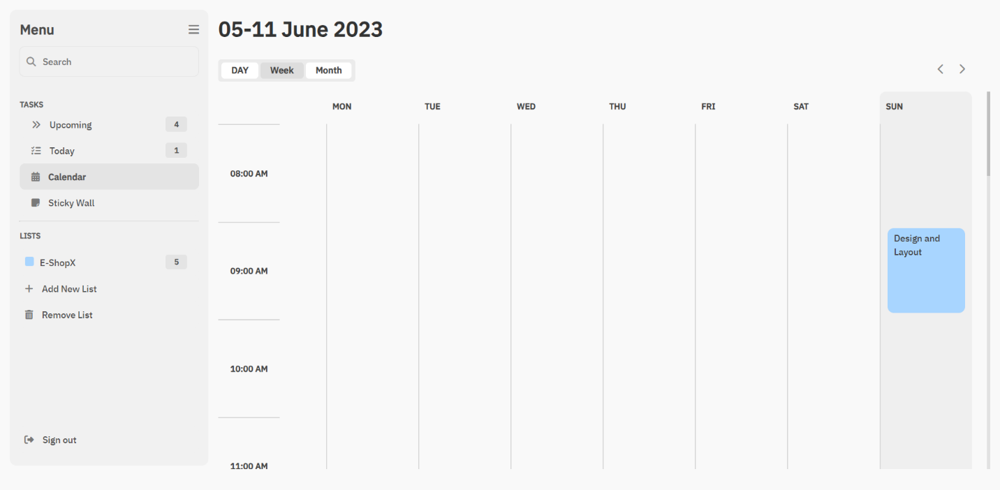 Menu
Search
TASKS
Upcoming 4
Today 1
Calendar
Sticky Wall
LISTS
E-ShopX 5
Add New List
Remove List
Sign out
05-11 June 2023
DAY Week Month
MON TUE WED THU FRI SAT SUN
08:00 AM
Design and
Layout
09:00 AM
10:00 AM
11:00 AM